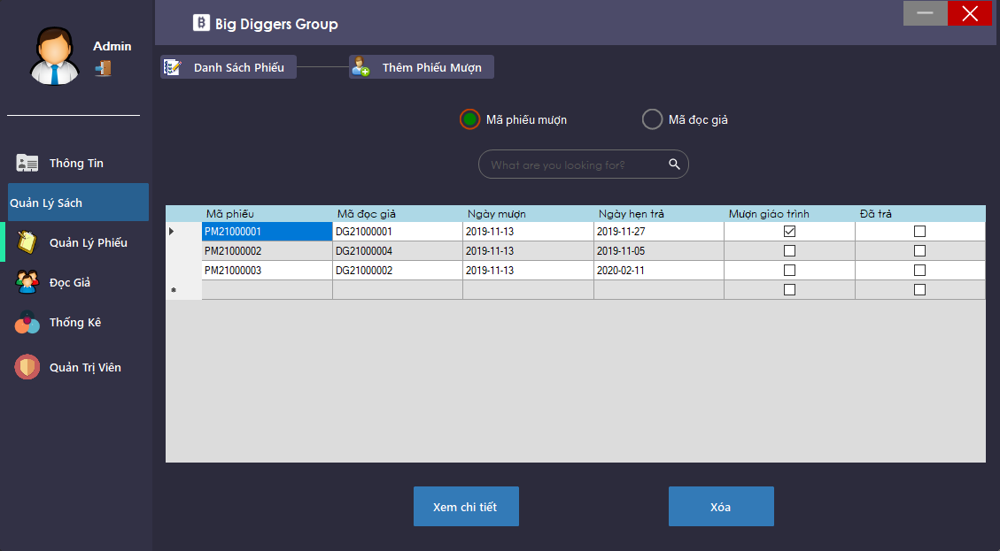 Big Diggers Group
Admin
Danh Sách Phiếu
Thêm Phiếu Mượn
Mã phiếu mượn
Mã đọc giả
What are you looking for?
Thông Tin
Quản Lý Sách
Quản Lý Phiếu
Đọc Giả
Thống Kê
Quản Trị Viên
Mã phiếu Mã đọc giả Ngày mượn Ngày hẹn trả Mượn giáo trình Đã trả
PM21000001 DG21000001 2019-11-13 2019-11-27
PM21000002 DG21000004 2019-11-13 2019-11-05
PM21000003 DG21000002 2019-11-13 2020-02-11
Xem chi tiết
Xóa